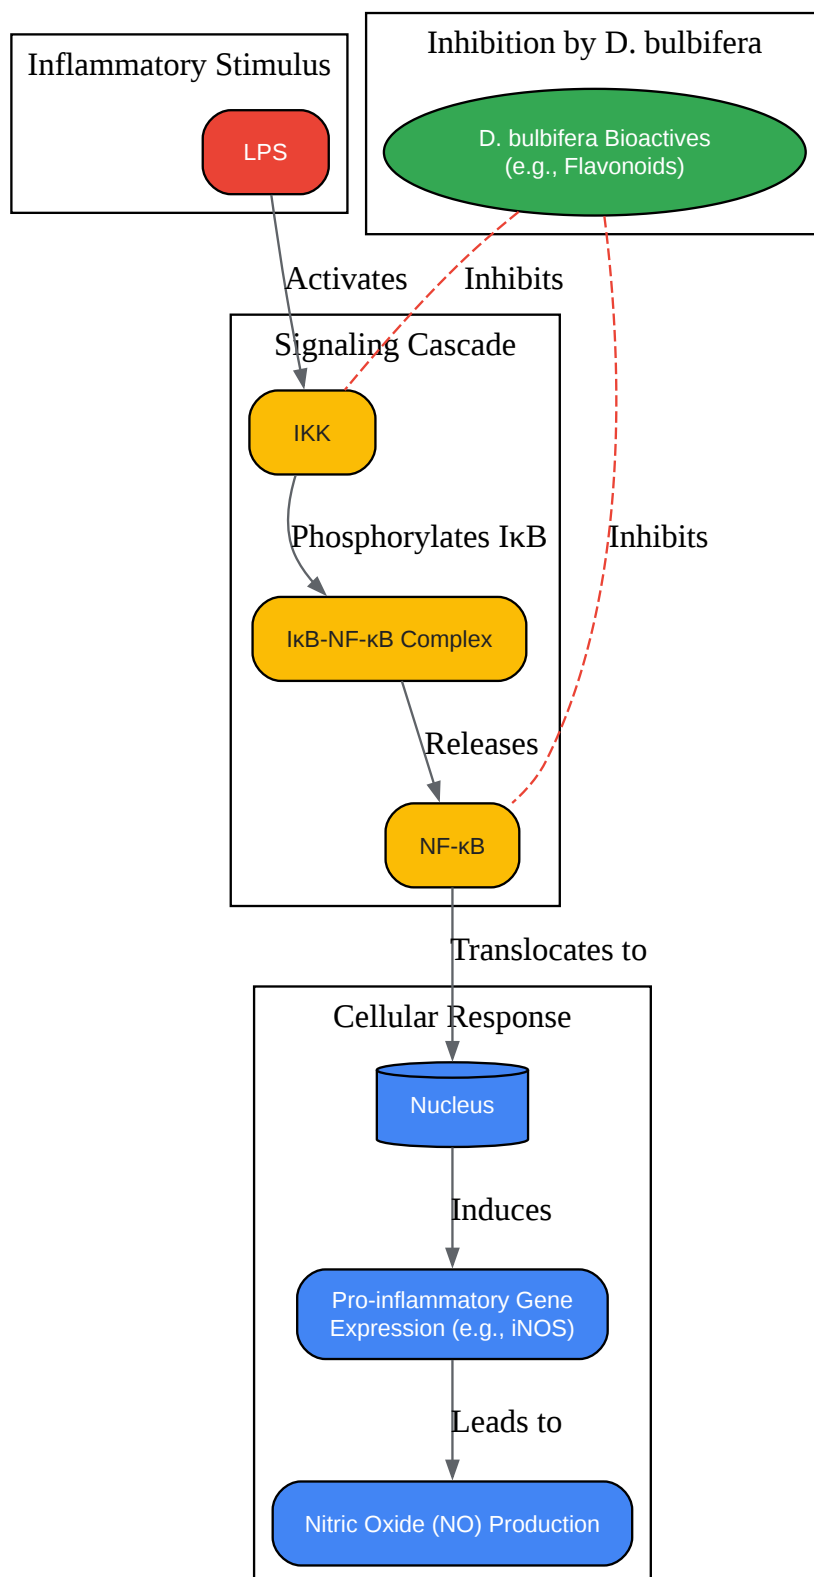 Inflammatory Stimulus
Inhibition by D. bulbifera
LPS
D. bulbifera Bioactives
(e.g., Flavonoids)
Activates
Inhibits
Signaling Cascade
IKK
Phosphorylates IκB
Inhibits
IκB-NF-κB Complex
Releases
NF-κB
Translocates to
Cellular Response
Nucleus
Induces
Pro-inflammatory Gene
Expression (e.g., iNOS)
Leads to
Nitric Oxide (NO) Production